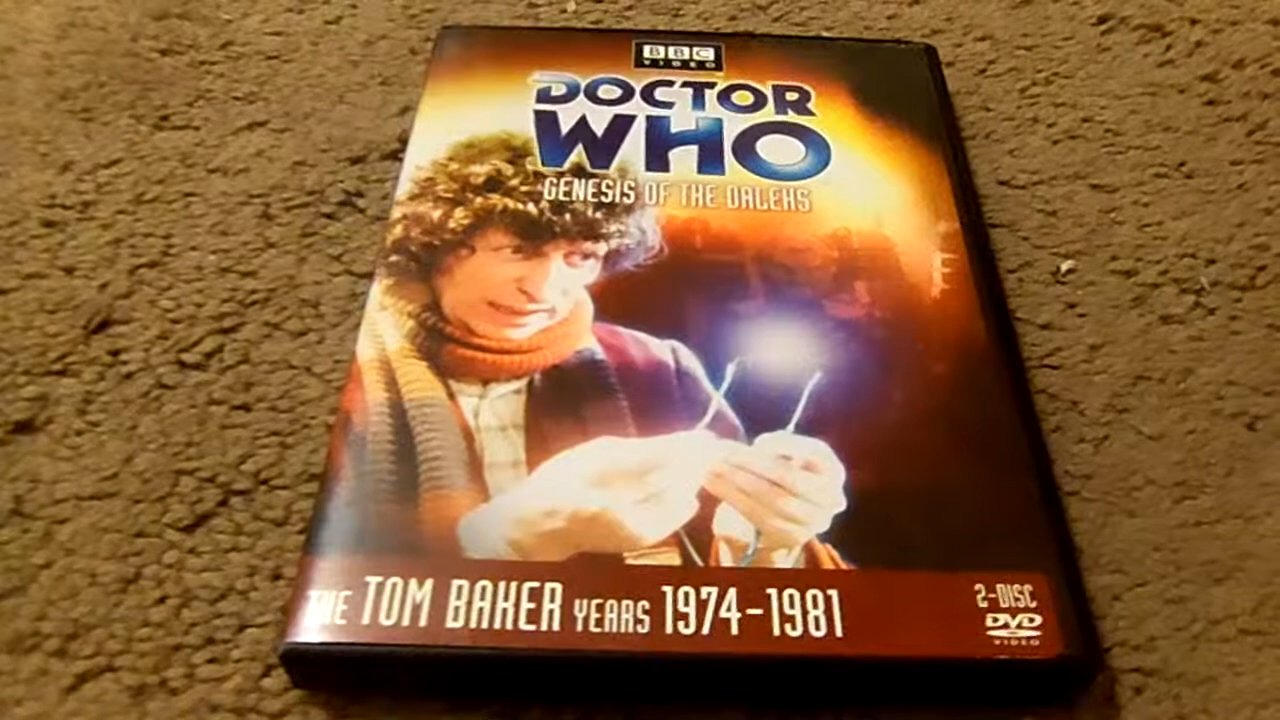 BBC
VIDEO
DOCTOR
WHO
GENESIS OF THE DALEKS
THE TOM BAKER YEARS 1974-1981
2-DISC
DVD
VIDEO